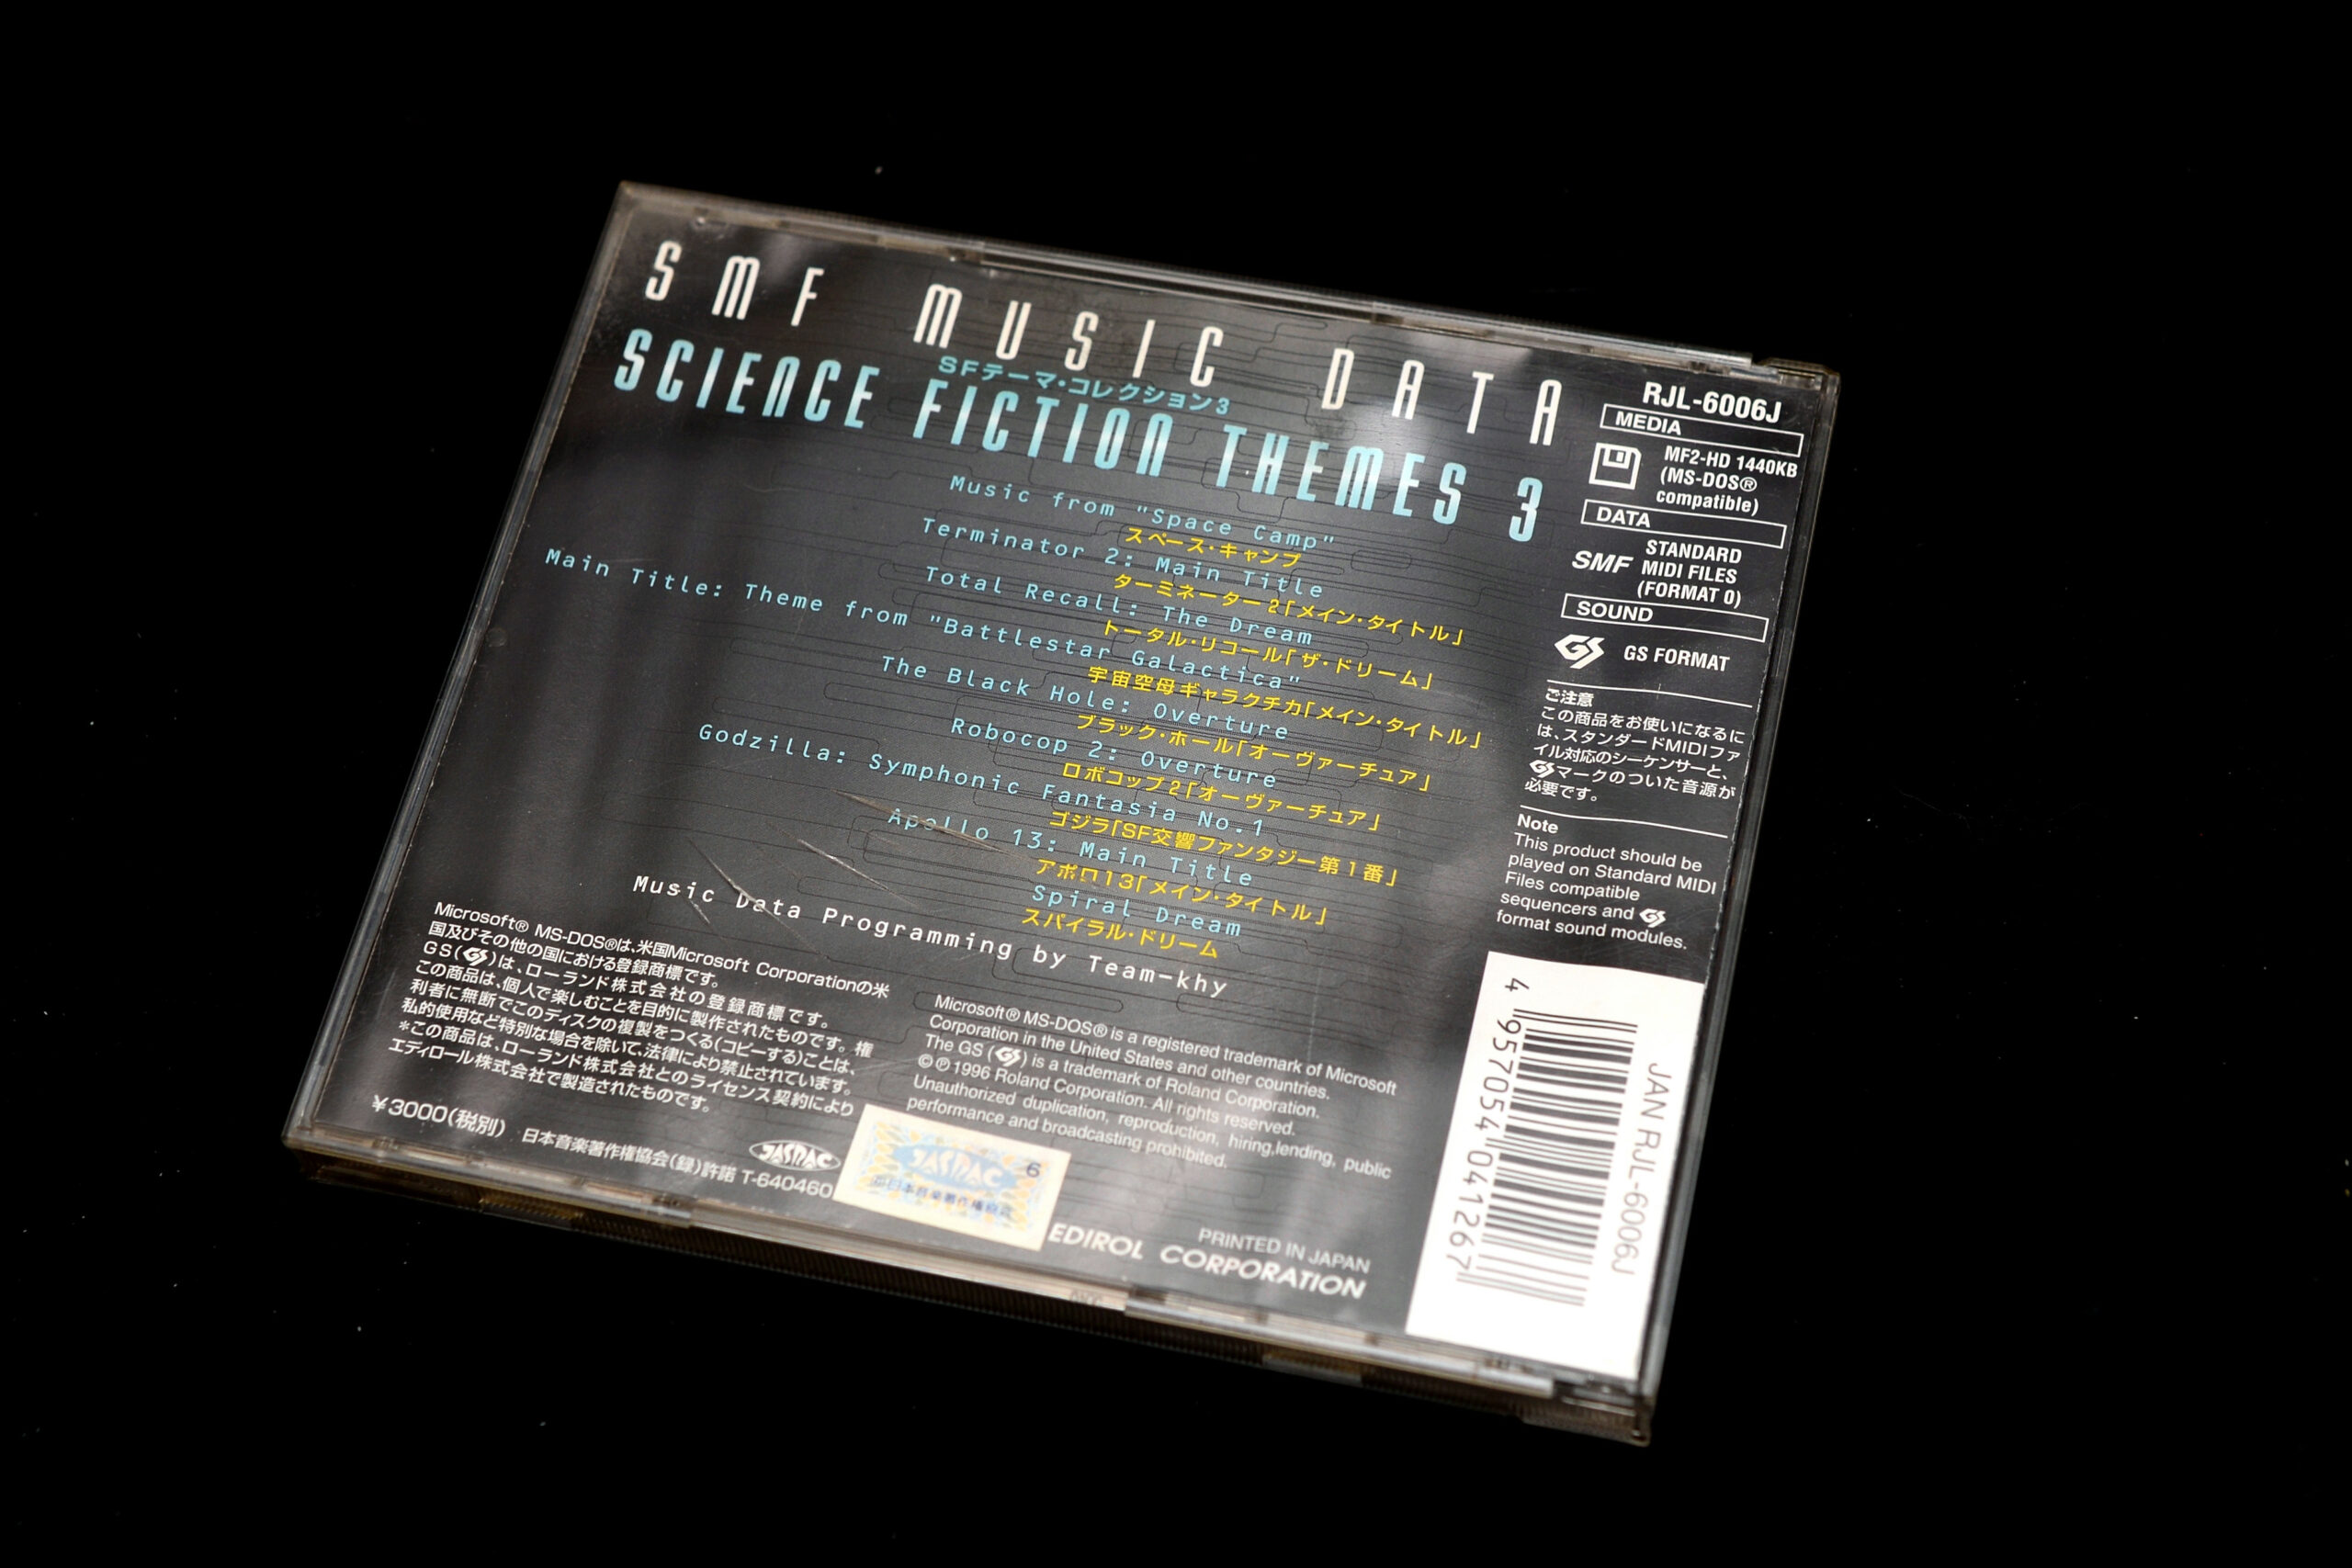 SMF MUSIC DATA
SFテーマ・コレクション3
SCIENCE FICTION THEMES 3
Music from "Space Camp"
スペース・キャンプ
Terminator 2: Main Title
ターミネーター2「メイン・タイトル」
Total Recall: The Dream
トータル・リコール「ザ・ドリーム」
Main Title: Theme from "Battlestar Galactica"
宇宙空母ギャラクチカ「メイン・タイトル」
The Black Hole: Overture
ブラック・ホール「オーヴァーチュア」
Robocop 2: Overture
ロボコップ2「オーヴァーチュア」
Godzilla: Symphonic Fantasia No.1
ゴジラ「SF交響ファンタジー第1番」
Apollo 13: Main Title
アポロ13「メイン・タイトル」
Spiral Dream
スパイラル・ドリーム
Music Data Programming by Team-khy
Microsoft® MS-DOS®は、米国Microsoft Corporationの米
国及びその他の国における登録商標です。
GS(GS)は、ローランド株式会社の登録商標です。
この商品は、個人で楽しむことを目的に製作されたものです。権
利者に無断でこのディスクの複製をつくる(コピーする)ことは、
私的使用など特別な場合を除いて、法律により禁止されています。
*この商品は、ローランド株式会社とのライセンス契約により
エディロール株式会社で製造されたものです。
¥3000(税別)
日本音楽著作権協会(録)許諾 T-640460
JASRAC
JASRAC
6
Microsoft® MS-DOS® is a registered trademark of Microsoft
Corporation in the United States and other countries.
The GS (GS) is a trademark of Roland Corporation.
©℗1996 Roland Corporation. All rights reserved.
Unauthorized duplication, reproduction, hiring,lending, public
performance and broadcasting prohibited.
PRINTED IN JAPAN
EDIROL CORPORATION
RJL-6006J
MEDIA
MF2-HD 1440KB
(MS-DOS®
compatible)
DATA
SMF STANDARD
MIDI FILES
(FORMAT 0)
SOUND
GS GS FORMAT
ご注意
この商品をお使いになるに
は、スタンダードMIDIファ
イル対応のシーケンサーと、
GSマークのついた音源が
必要です。
Note
This product should be
played on Standard MIDI
Files compatible
sequencers and GS
format sound modules.
4 957054 041267
JAN RJL-6006J